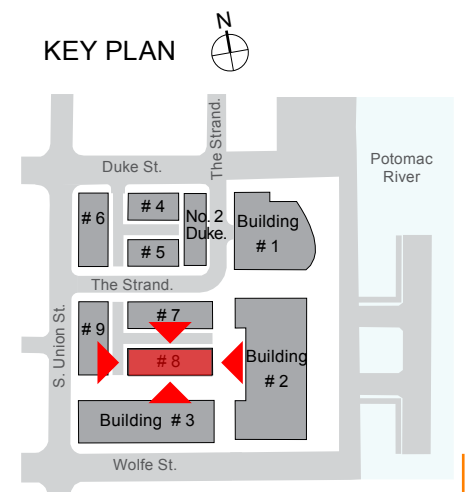 N
KEY PLAN
The Strand.
Duke St.
Potomac
River
# 6
# 4
# 5
No. 2
Duke.
Building
# 1
The Strand.
S. Union St.
# 9
# 7
# 8
Building
# 2
Building # 3
Wolfe St.